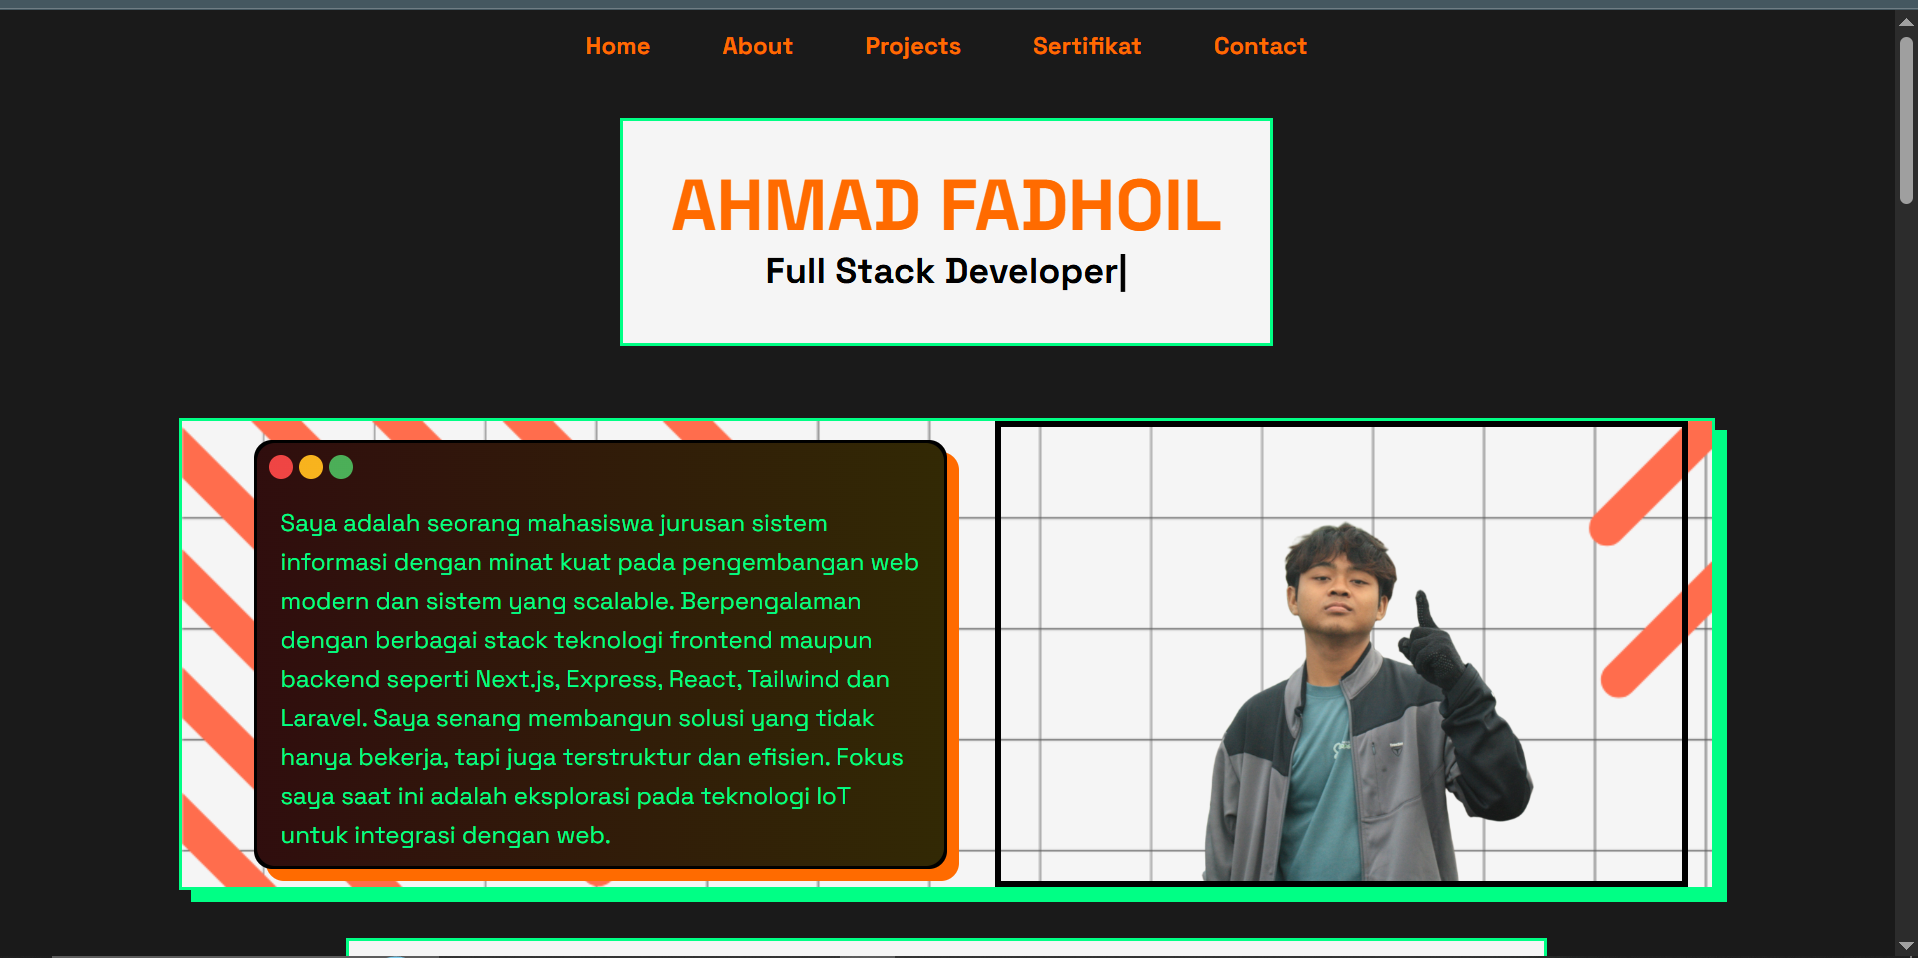 Home About Projects Sertifikat Contact
AHMAD FADHOIL
Full Stack Developer|
Saya adalah seorang mahasiswa jurusan sistem
informasi dengan minat kuat pada pengembangan web
modern dan sistem yang scalable. Berpengalaman
dengan berbagai stack teknologi frontend maupun
backend seperti Next.js, Express, React, Tailwind dan
Laravel. Saya senang membangun solusi yang tidak
hanya bekerja, tapi juga terstruktur dan efisien. Fokus
saya saat ini adalah eksplorasi pada teknologi IoT
untuk integrasi dengan web.